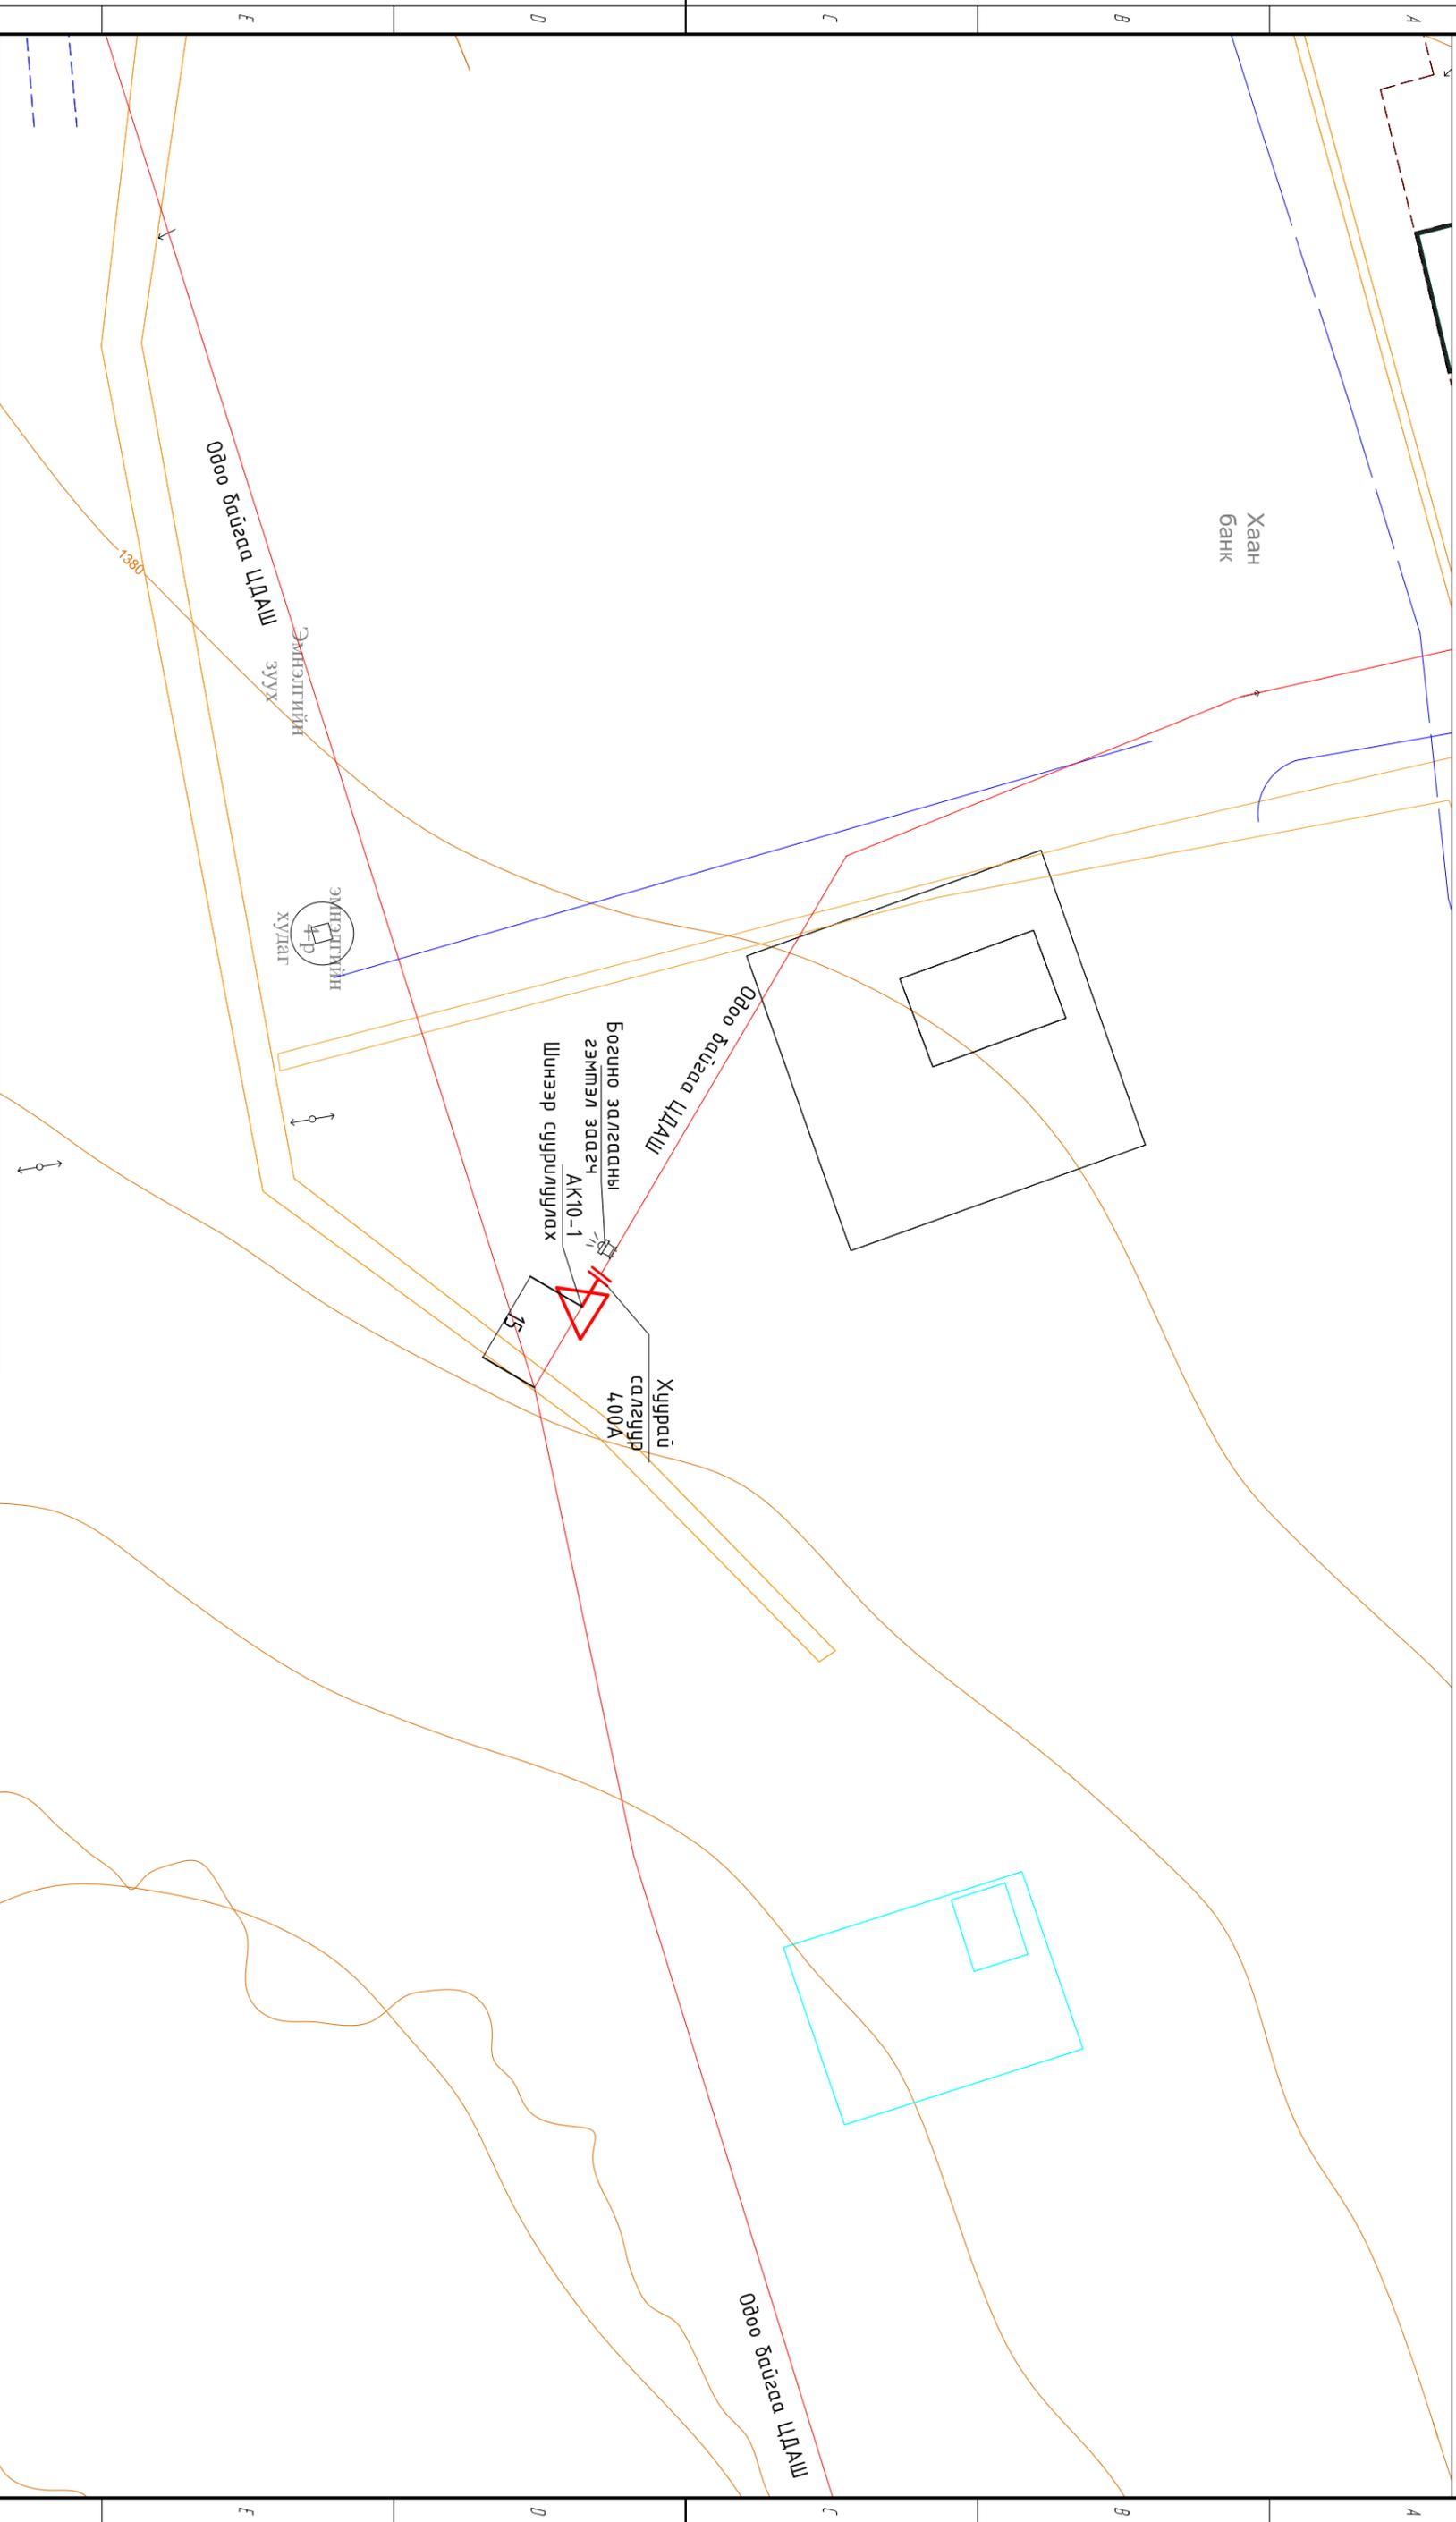 E
D
C
B
A
Хаан
банк
Одоо байгаа ЦДАШ
1380
Эмнэлгийн
зуух
эмнэлгийн
4-р
худаг
Одоо байгаа ЦДАШ
Богино залгааны
гэмтэл заагч
АК10-1
Шинээр суурилуулах
15
Хуурай
салгуур
400А
Одоо байгаа ЦДАШ
E
D
C
B
A